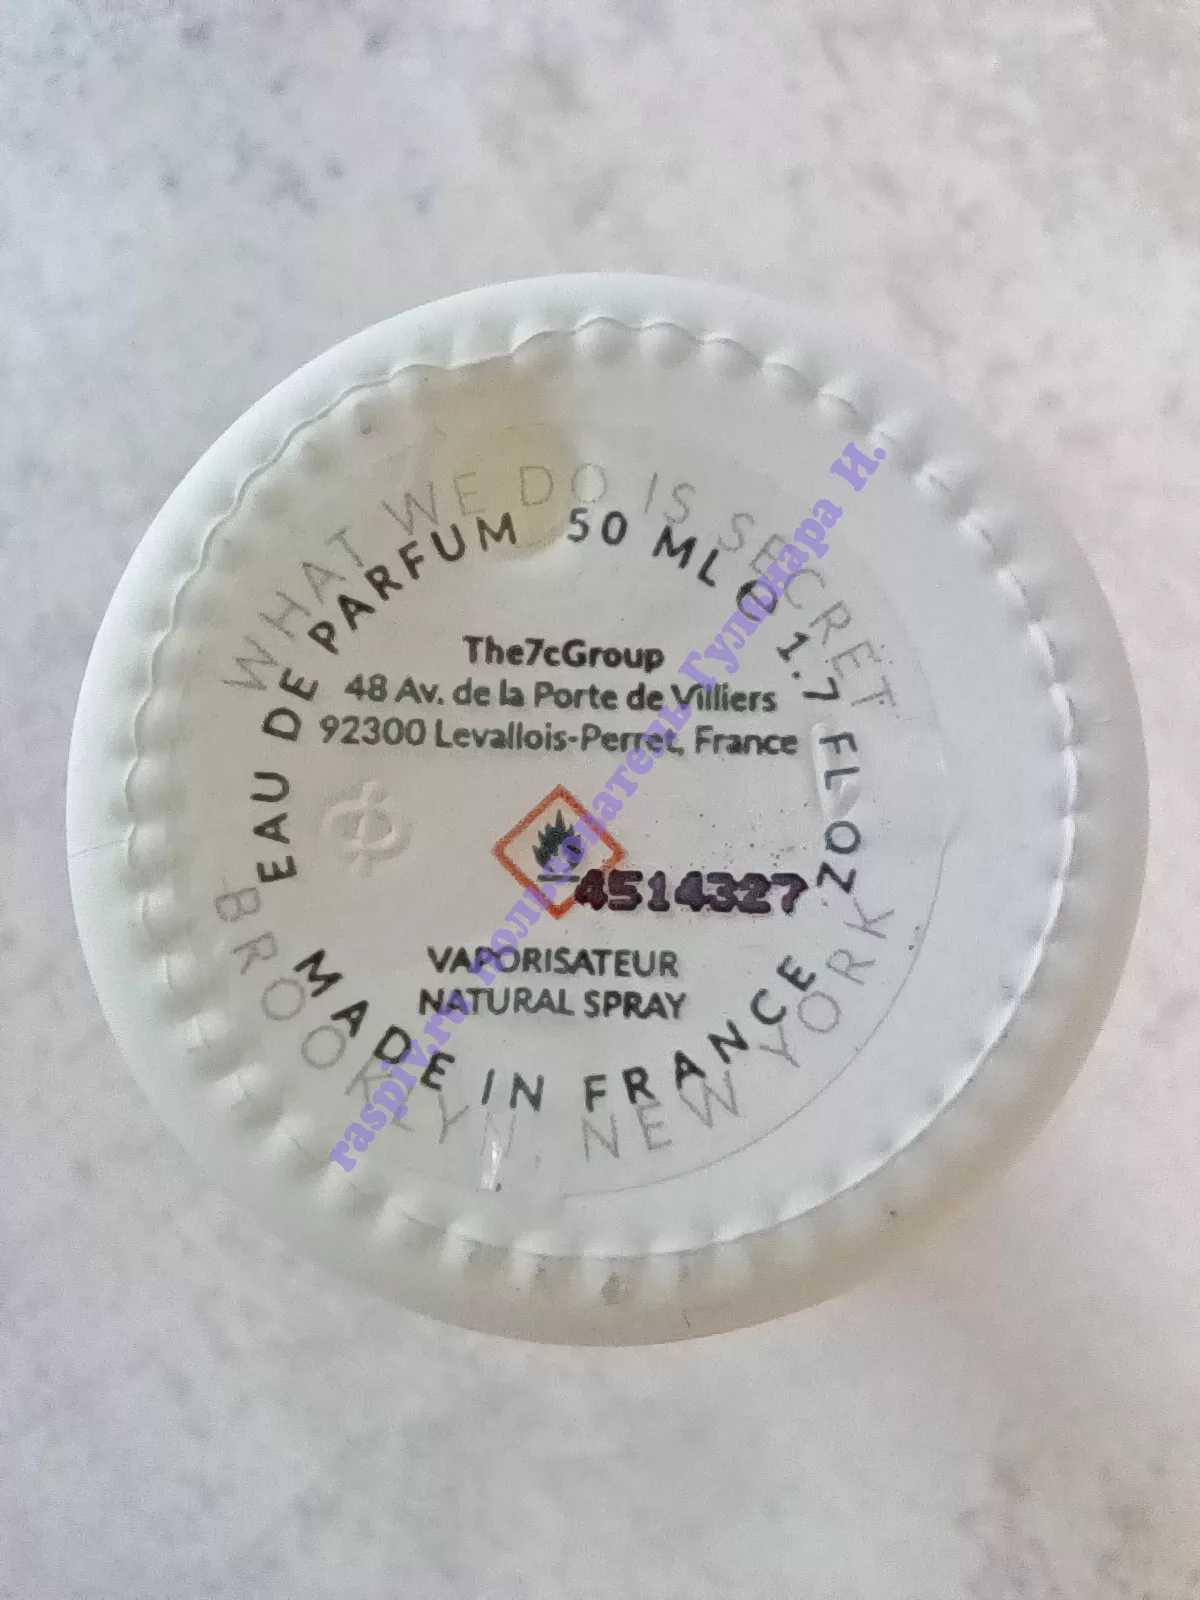 WHAT WE DO IS SECRET
EAU DE PARFUM 50 ML ℮ 1.7 FL OZ
The7cGroup
48 Av. de la Porte de Villiers
92300 Levallois-Perret, France
4514327
VAPORISATEUR
NATURAL SPRAY
MADE IN FRANCE
BROOKLYN, NEW YORK
raspiv.ru пользователь Гульнара И.